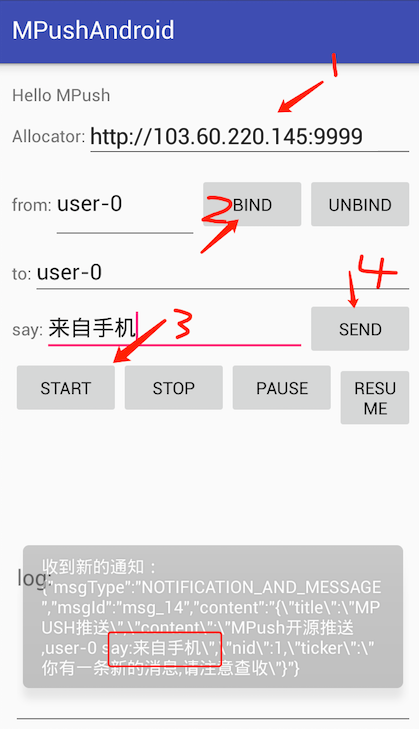 MPushAndroid
1
Hello MPush
Allocator: http://103.60.220.145:9999
from: user-0 2 BIND UNBIND
to: user-0
4
say: 来自手机 3 SEND
START STOP PAUSE RESU
ME
log:
收到新的通知：
{"msgType":"NOTIFICATION_AND_MESSAGE
","msgId":"msg_14","content":"{\"title\":\"MP
USH推送\",\"content\":\"MPush开源推送
,user-0 say:来自手机\",\"nid\":1,\"ticker\":\"
你有一条新的消息,请注意查收\"}"}